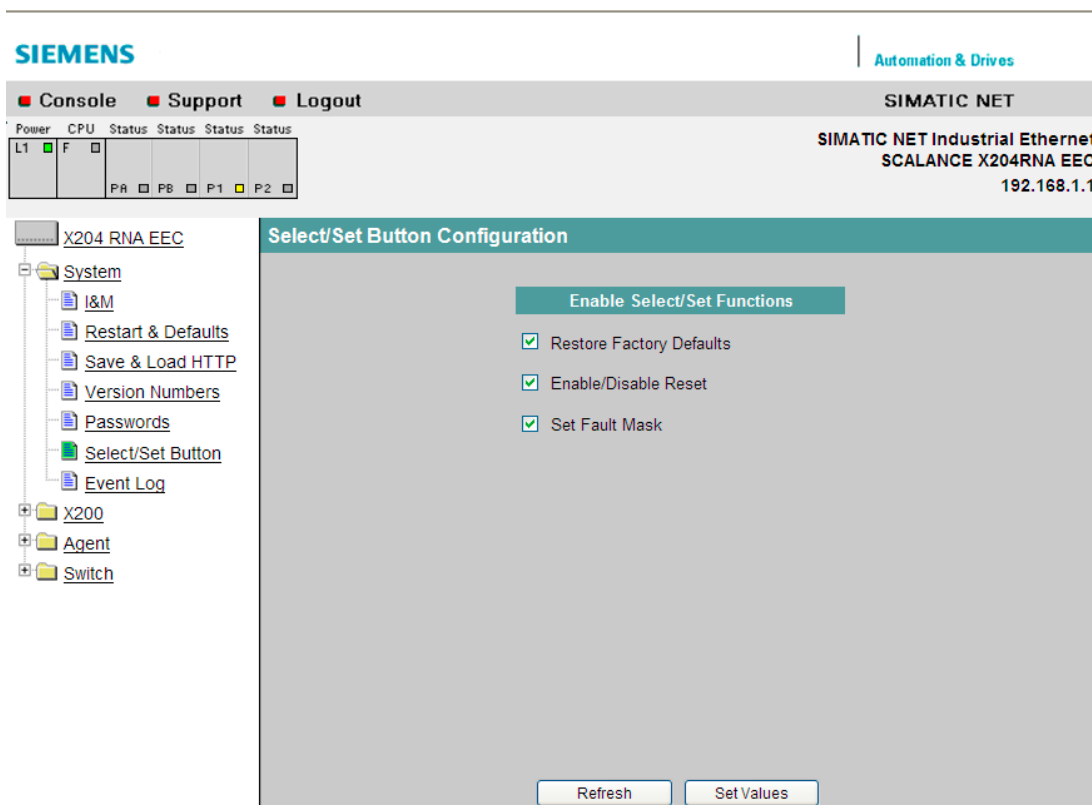 SIEMENS
Automation & Drives
Console Support Logout
SIMATIC NET
Power CPU Status Status Status Status
L1 F
PA PB P1 P2
SIMATIC NET Industrial Ethernet
SCALANCE X204RNA EEC
192.168.1.1
X204 RNA EEC
System
I&M
Restart & Defaults
Save & Load HTTP
Version Numbers
Passwords
Select/Set Button
Event Log
X200
Agent
Switch
Select/Set Button Configuration
Enable Select/Set Functions
Restore Factory Defaults
Enable/Disable Reset
Set Fault Mask
Refresh Set Values